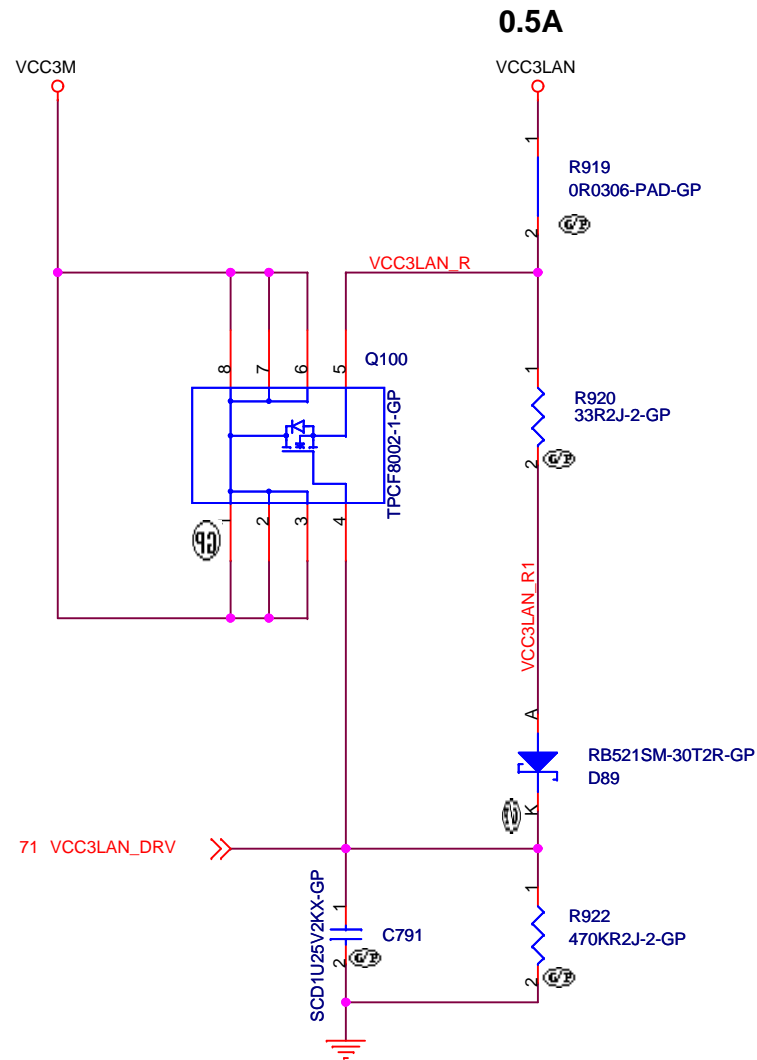 0.5A
VCC3M
VCC3LAN
1
R919
0R0306-PAD-GP
2
G/P
VCC3LAN_R
8
7
6
5
Q100
TPCF8002-1-GP
1
R920
33R2J-2-GP
2
G/P
1
2
3
4
GP
VCC3LAN_R1
A
RB521SM-30T2R-GP
D89
K
71 VCC3LAN_DRV
SCD1U25V2KX-GP
1
C791
2
G/P
1
R922
470KR2J-2-GP
2
G/P